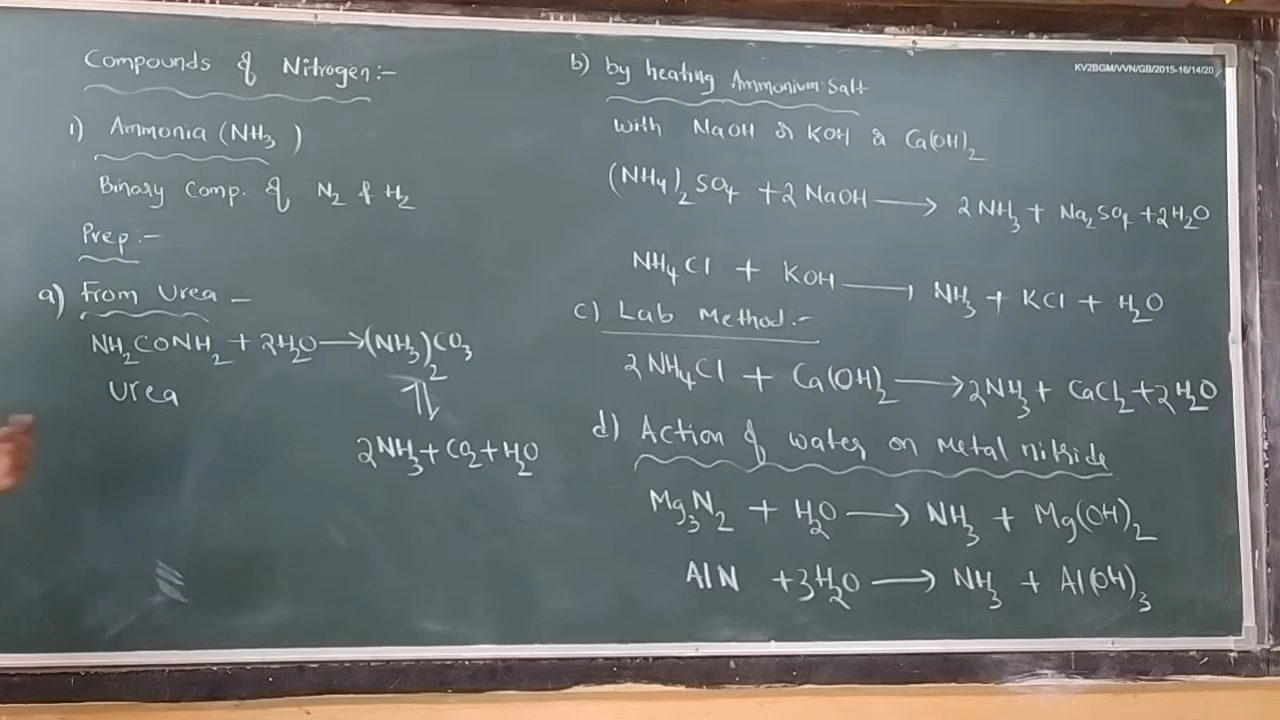 Compounds of Nitrogen:-
1) Ammonia (NH₃)
Binary Comp. of N₂ & H₂
Prep:-
a) From Urea -
NH₂CONH₂ + 2H₂O ⟶ (NH₃)₂CO₃
Urea
⇅
2NH₃ + CO₂ + H₂O
b) by heating Ammonium Salt
with NaOH or KOH or Ca(OH)₂
(NH₄)₂SO₄ + 2NaOH ⟶ 2NH₃ + Na₂SO₄ + 2H₂O
NH₄Cl + KOH ⟶ NH₃ + KCl + H₂O
c) Lab Method:-
2NH₄Cl + Ca(OH)₂ ⟶ 2NH₃ + CaCl₂ + 2H₂O
d) Action of water on Metal nitride
Mg₃N₂ + H₂O ⟶ NH₃ + Mg(OH)₂
AlN + 3H₂O ⟶ NH₃ + Al(OH)₃
KV2BGM/VVN/GB/2015-16/14/20